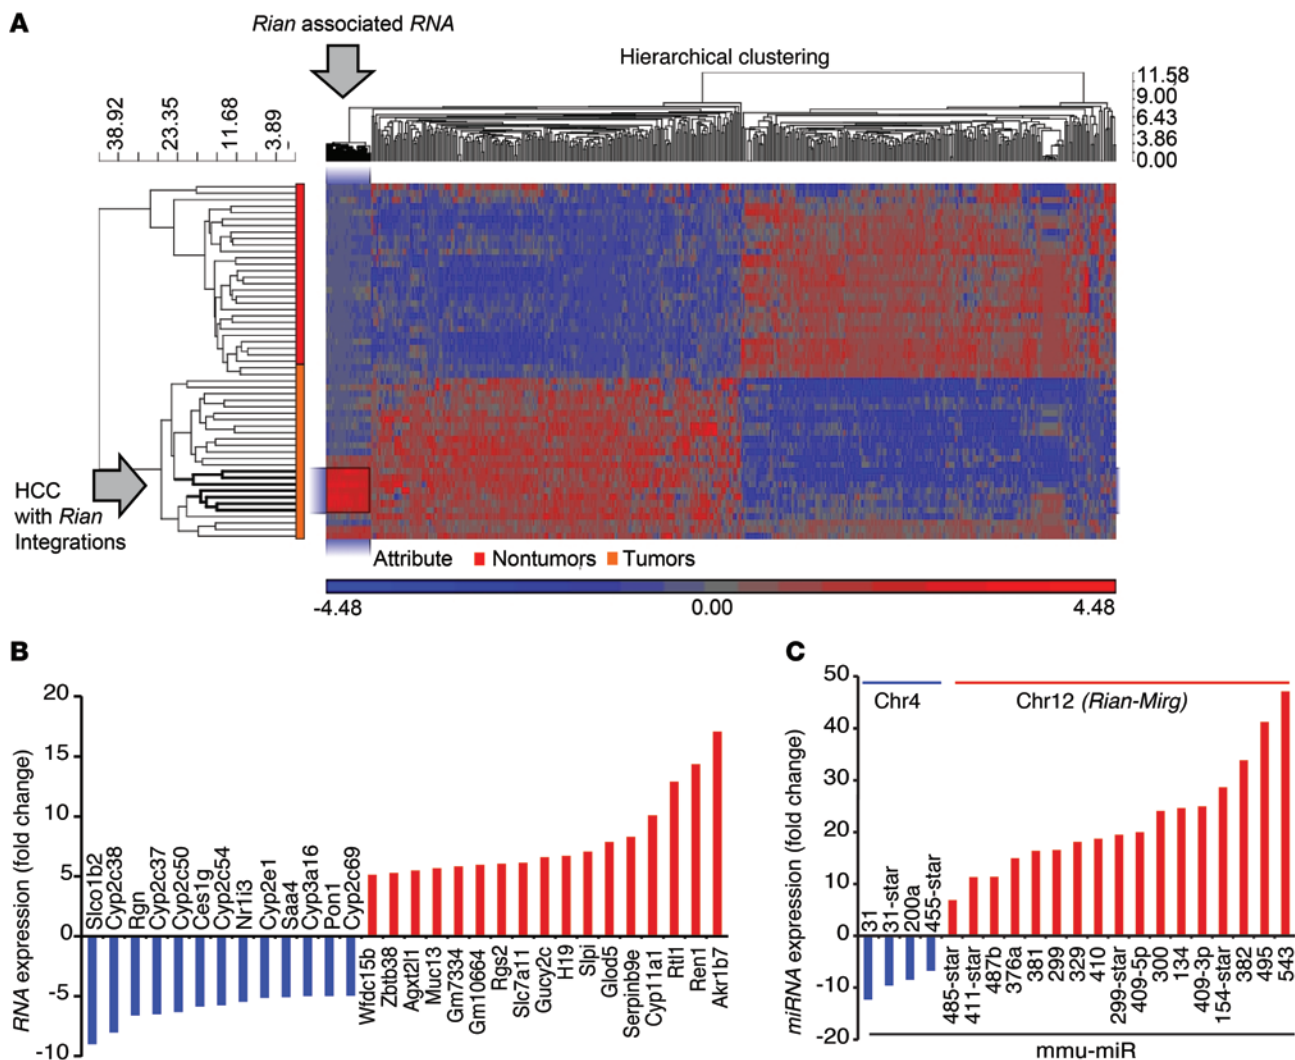 A
Rian associated RNA
Hierarchical clustering
38.92
23.35
11.68
3.89
11.58
9.00
6.43
3.86
0.00
HCC
with Rian
Integrations
Attribute Nontumors Tumors
-4.48 0.00 4.48
B
RNA expression (fold change)
20
15
10
5
0
-5
-10
Slco1b2
Cyp2c38
Rgn
Cyp2c37
Cyp2c50
Ces1g
Cyp2c54
Nr1i3
Cyp2e1
Saa4
Cyp3a16
Pon1
Cyp2c69
Wfdc15b
Zbtb38
Agxt2l1
Muc13
Gm7334
Gm10664
Rgs2
Slc7a11
Gucy2c
H19
Slpi
Glod5
Serpinb9e
Cyp11a1
Rtl1
Ren1
Akr1b7
C
miRNA expression (fold change)
50
40
30
20
10
0
-10
-20
Chr4
Chr12 (Rian-Mirg)
31
31-star
200a
455-star
485-star
411-star
487b
376a
381
299
329
410
299-star
409-5p
300
134
409-3p
154-star
382
495
543
mmu-miR